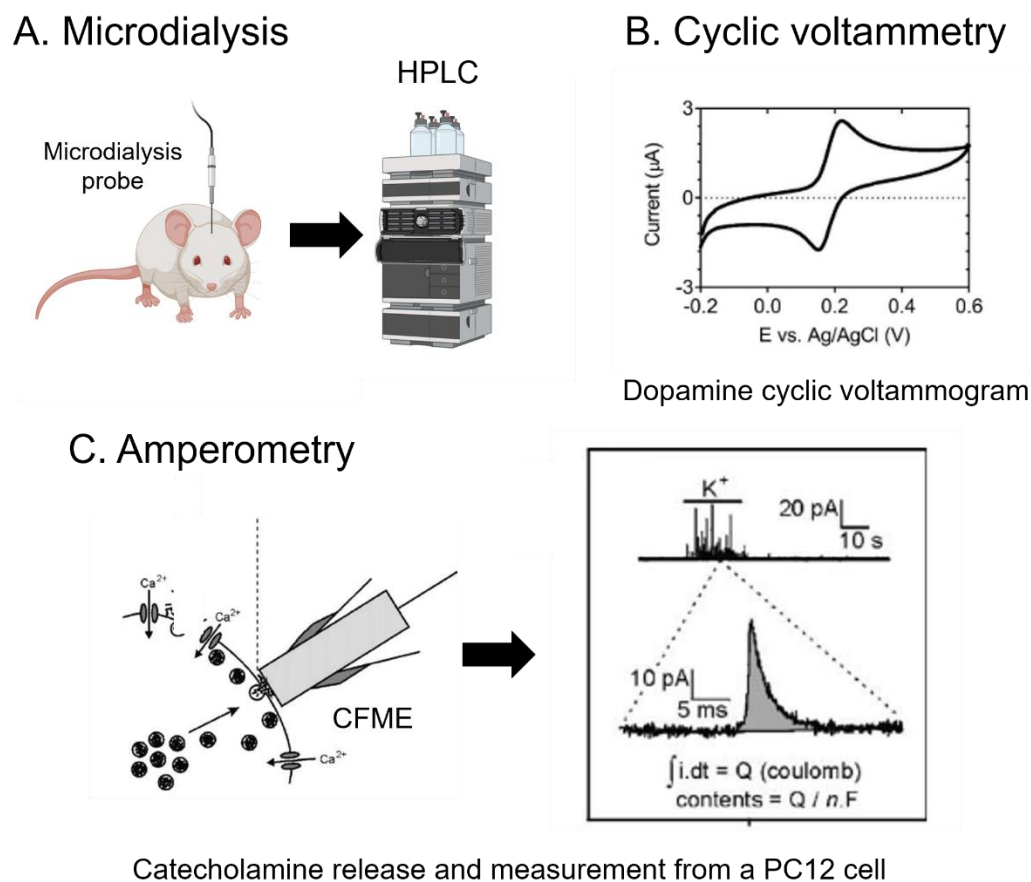 A. Microdialysis
HPLC
Microdialysis
probe
B. Cyclic voltammetry
3
0
-3
Current (µA)
-0.2 0.0 0.2 0.4 0.6
E vs. Ag/AgCl (V)
Dopamine cyclic voltammogram
C. Amperometry
Ca²⁺
Ca²⁺
CFME
Ca²⁺
K⁺
20 pA
10 s
10 pA
5 ms
∫i.dt = Q (coulomb)
contents = Q / n.F
Catecholamine release and measurement from a PC12 cell